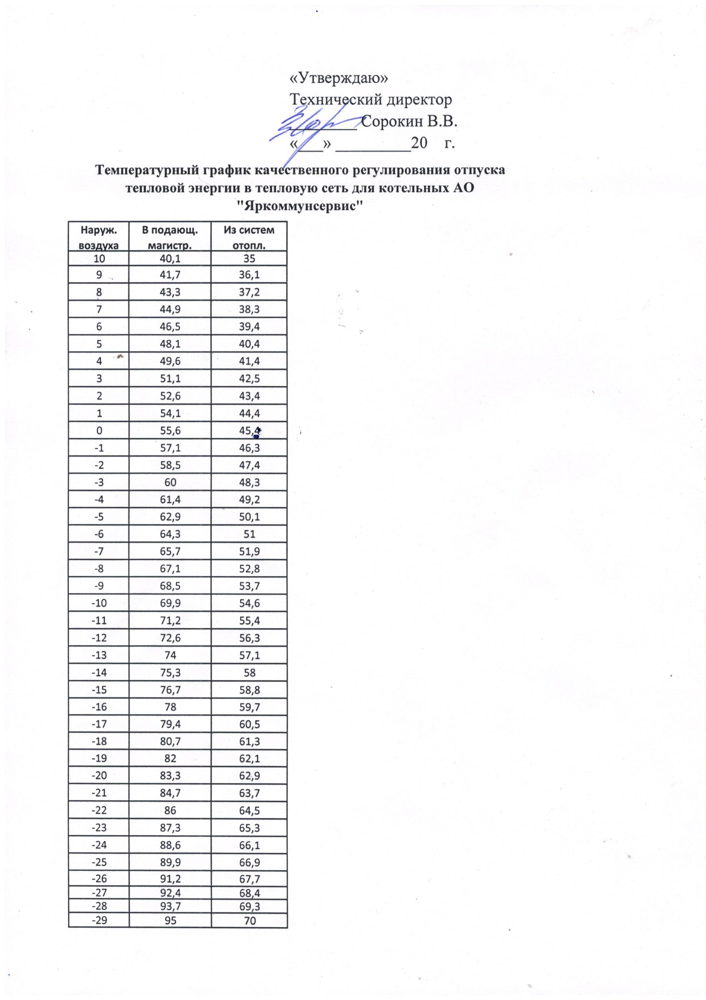 «Утверждаю»
Технический директор
_________ Сорокин В.В.
«___» _________20 г.
Температурный график качественного регулирования отпуска
тепловой энергии в тепловую сеть для котельных АО
"Яркоммунсервис"
Наруж. воздуха В подающ. магистр. Из систем отопл.
10 40,1 35
9 41,7 36,1
8 43,3 37,2
7 44,9 38,3
6 46,5 39,4
5 48,1 40,4
4 49,6 41,4
3 51,1 42,5
2 52,6 43,4
1 54,1 44,4
0 55,6 45,4
-1 57,1 46,3
-2 58,5 47,4
-3 60 48,3
-4 61,4 49,2
-5 62,9 50,1
-6 64,3 51
-7 65,7 51,9
-8 67,1 52,8
-9 68,5 53,7
-10 69,9 54,6
-11 71,2 55,4
-12 72,6 56,3
-13 74 57,1
-14 75,3 58
-15 76,7 58,8
-16 78 59,7
-17 79,4 60,5
-18 80,7 61,3
-19 82 62,1
-20 83,3 62,9
-21 84,7 63,7
-22 86 64,5
-23 87,3 65,3
-24 88,6 66,1
-25 89,9 66,9
-26 91,2 67,7
-27 92,4 68,4
-28 93,7 69,3
-29 95 70